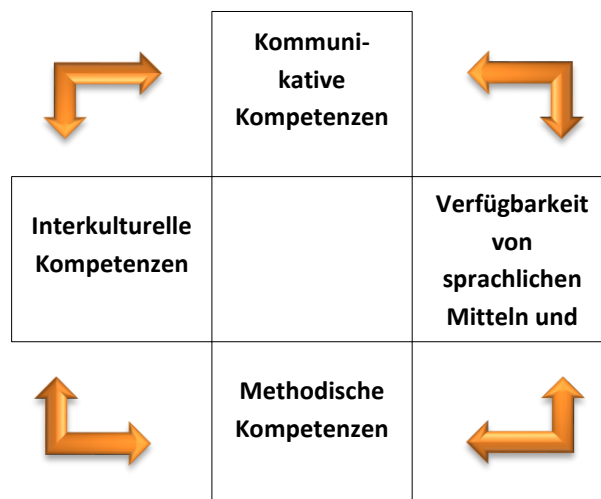 Kommuni-
kative
Kompetenzen
Interkulturelle
Kompetenzen
Verfügbarkeit
von
sprachlichen
Mitteln und
Methodische
Kompetenzen